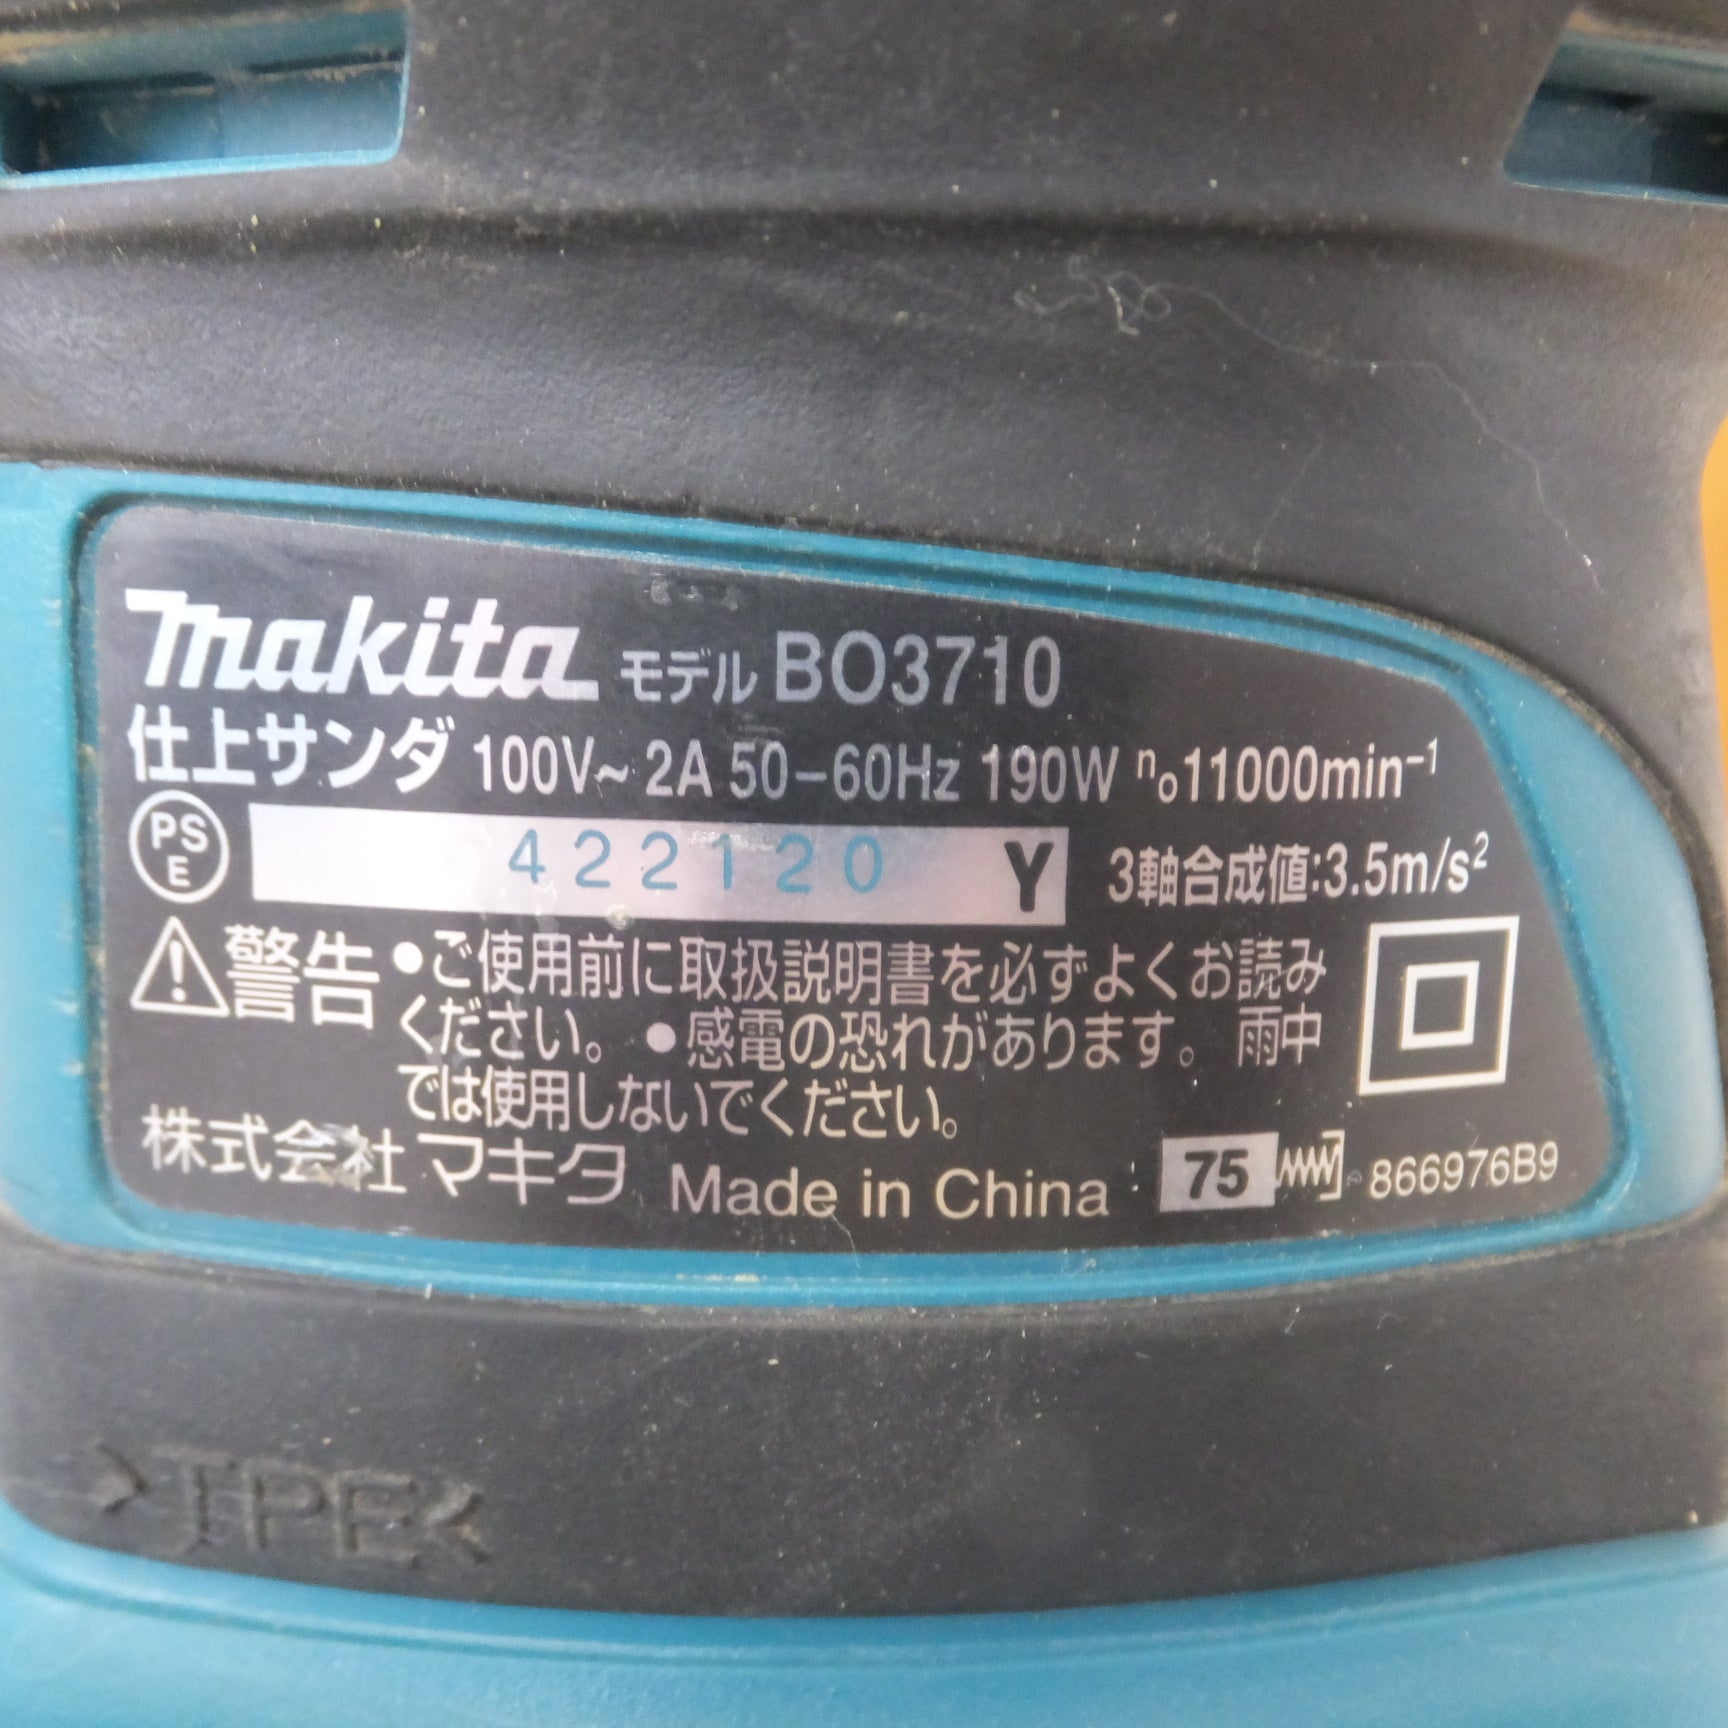 makita モデル BO3710
仕上サンダ 100V~ 2A 50-60Hz 190W n₀11000min⁻¹
PSE 422120 Y 3軸合成値:3.5m/s²
警告 ●ご使用前に取扱説明書を必ずよくお読み
ください。●感電の恐れがあります。雨中
では使用しないでください。
株式会社マキタ Made in China 75 866976B9
>TPE<